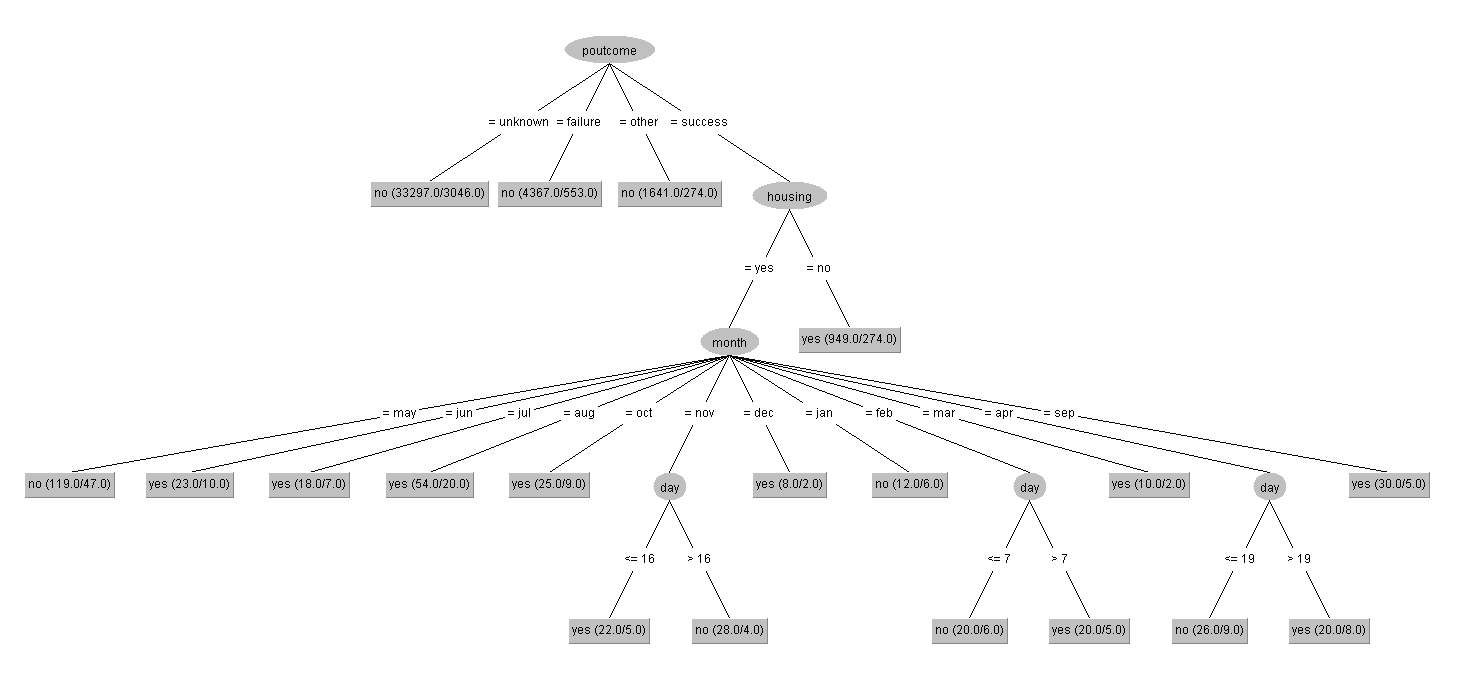 poutcome
= unknown = failure = other = success
no (33297.0/3046.0) no (4367.0/553.0) no (1641.0/274.0) housing
= yes = no
month yes (949.0/274.0)
= may = jun = jul = aug = oct = nov = dec = jan = feb = mar = apr = sep
no (119.0/47.0) yes (23.0/10.0) yes (18.0/7.0) yes (54.0/20.0) yes (25.0/9.0) day yes (8.0/2.0) no (12.0/6.0) day yes (10.0/2.0) day yes (30.0/5.0)
<= 16 > 16 <= 7 > 7 <= 19 > 19
yes (22.0/5.0) no (28.0/4.0) no (20.0/6.0) yes (20.0/5.0) no (26.0/9.0) yes (20.0/8.0)